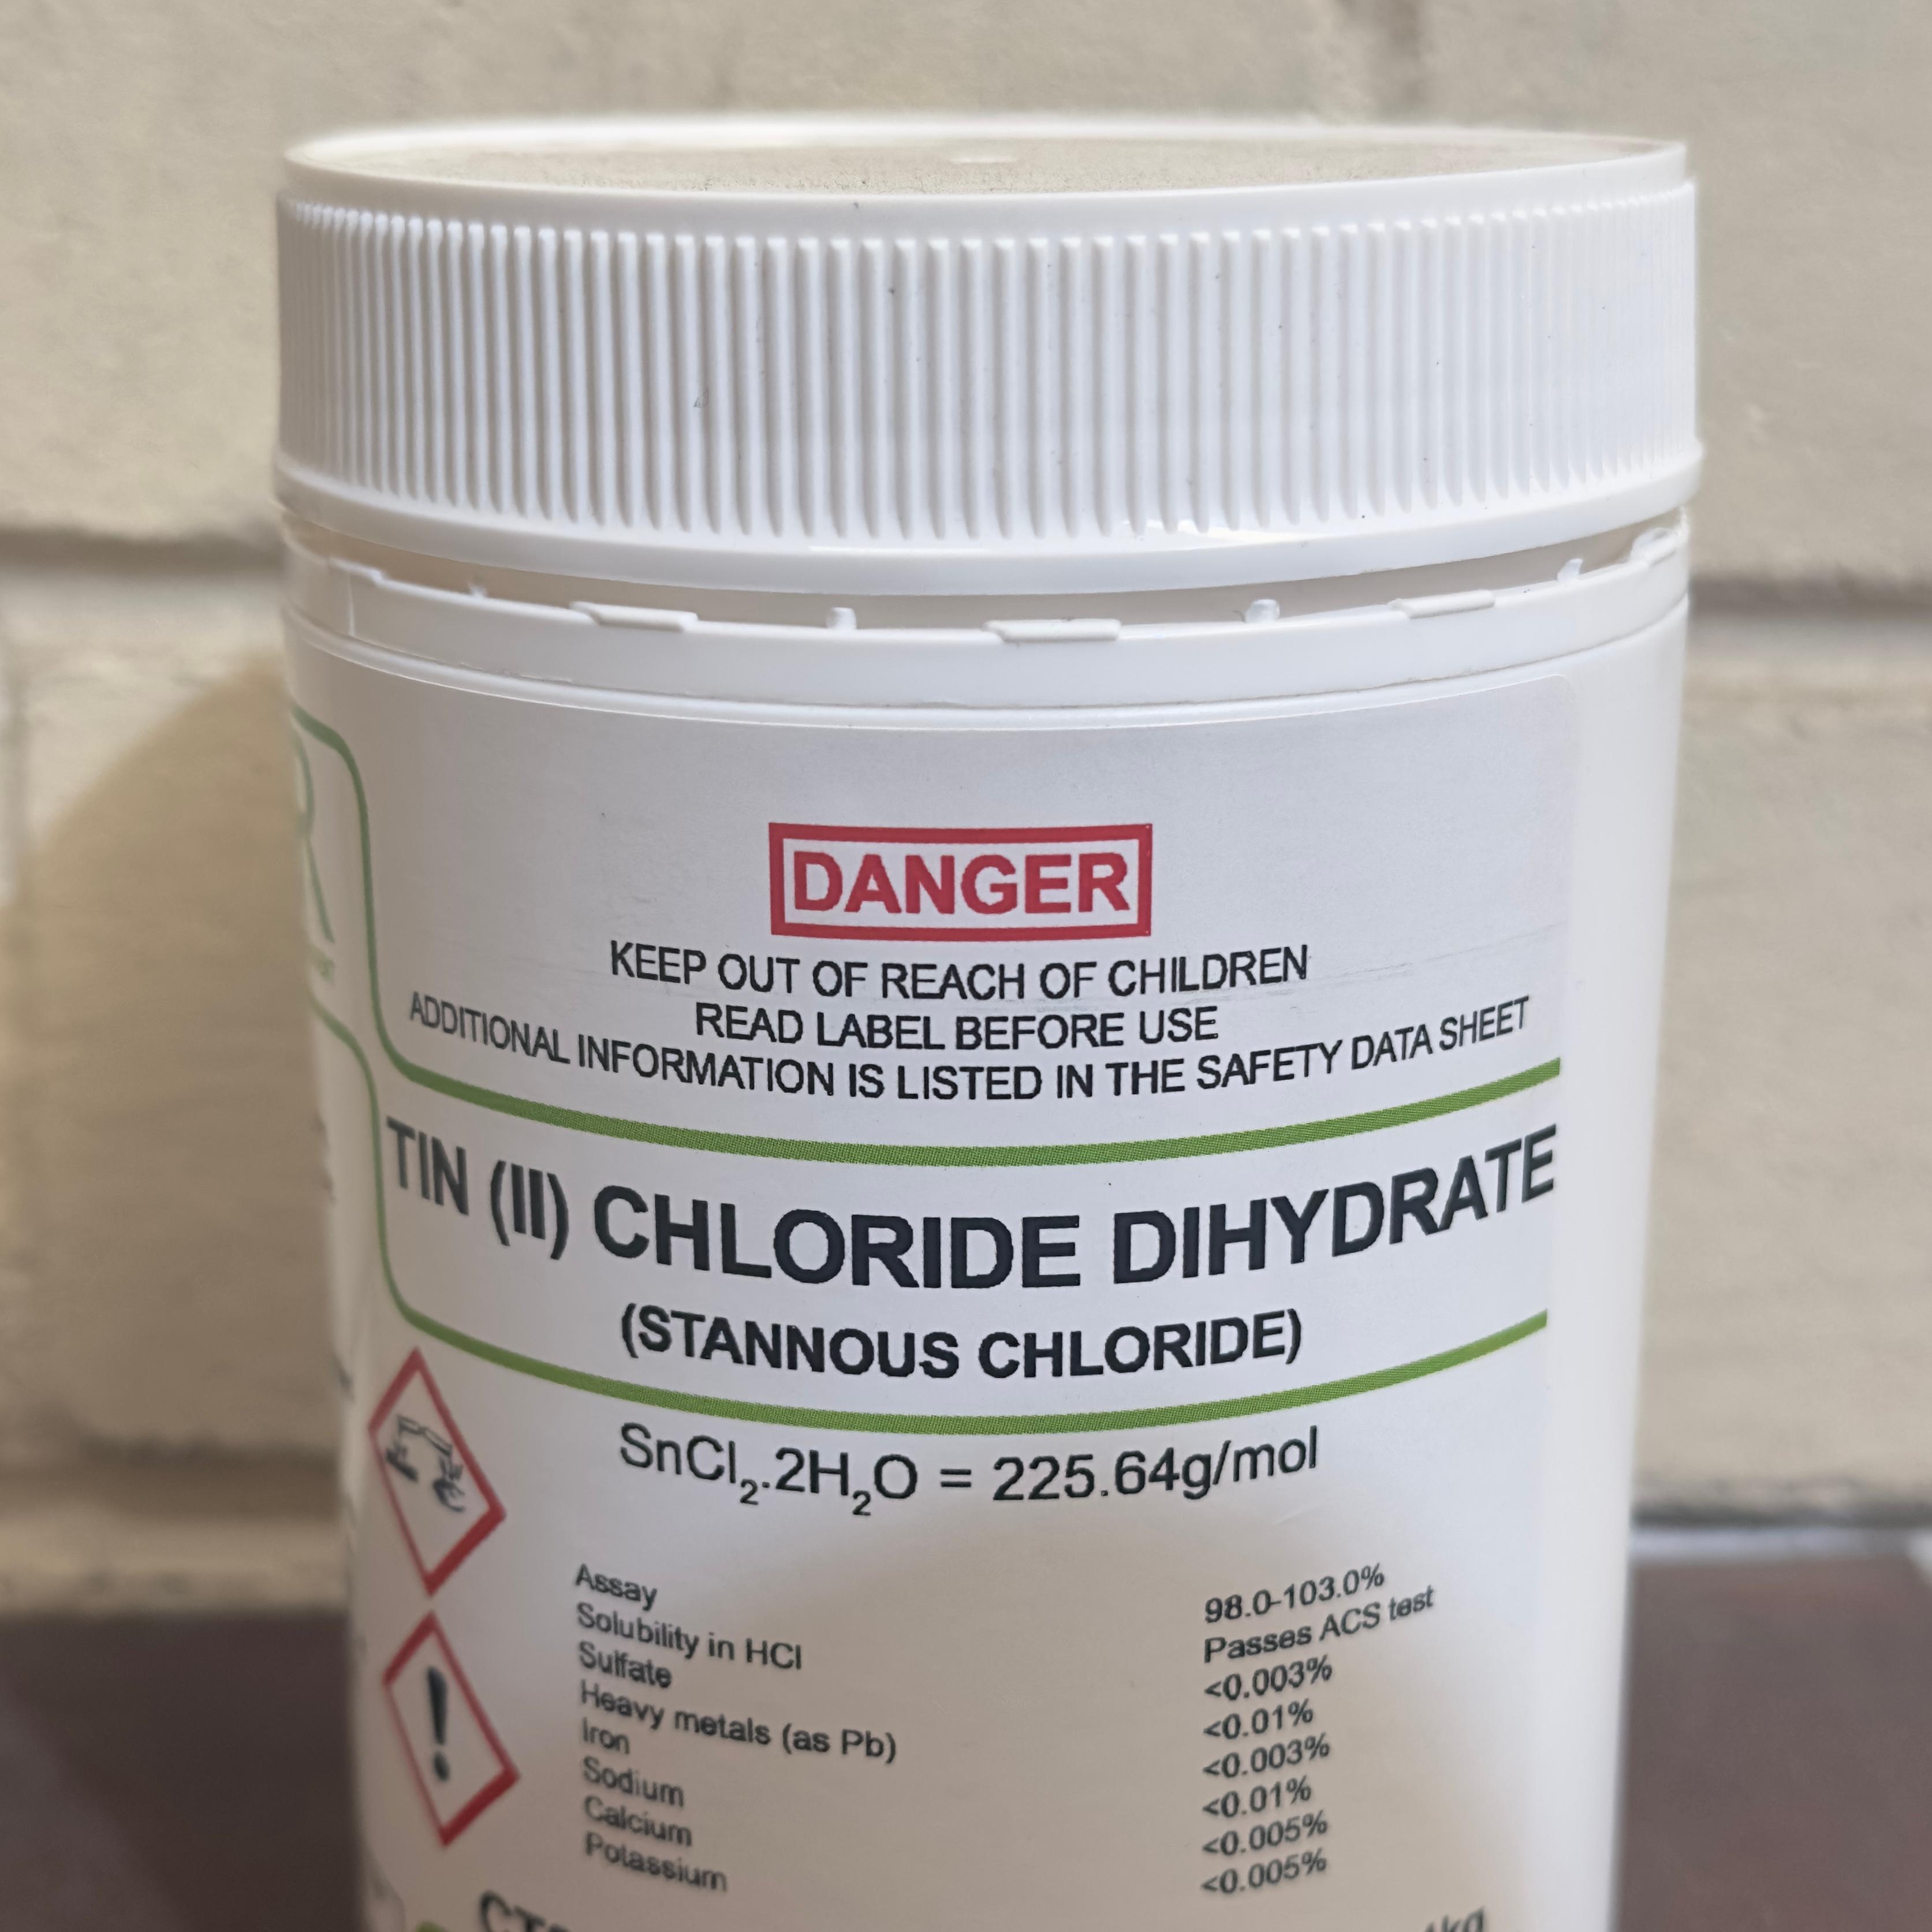 DANGER
KEEP OUT OF REACH OF CHILDREN
READ LABEL BEFORE USE
ADDITIONAL INFORMATION IS LISTED IN THE SAFETY DATA SHEET
TIN (II) CHLORIDE DIHYDRATE
(STANNOUS CHLORIDE)
SnCl₂.2H₂O = 225.64g/mol
Assay 98.0-103.0%
Solubility in HCl Passes ACS test
Sulfate <0.003%
Heavy metals (as Pb) <0.01%
Iron <0.003%
Sodium <0.01%
Calcium <0.005%
Potassium <0.005%